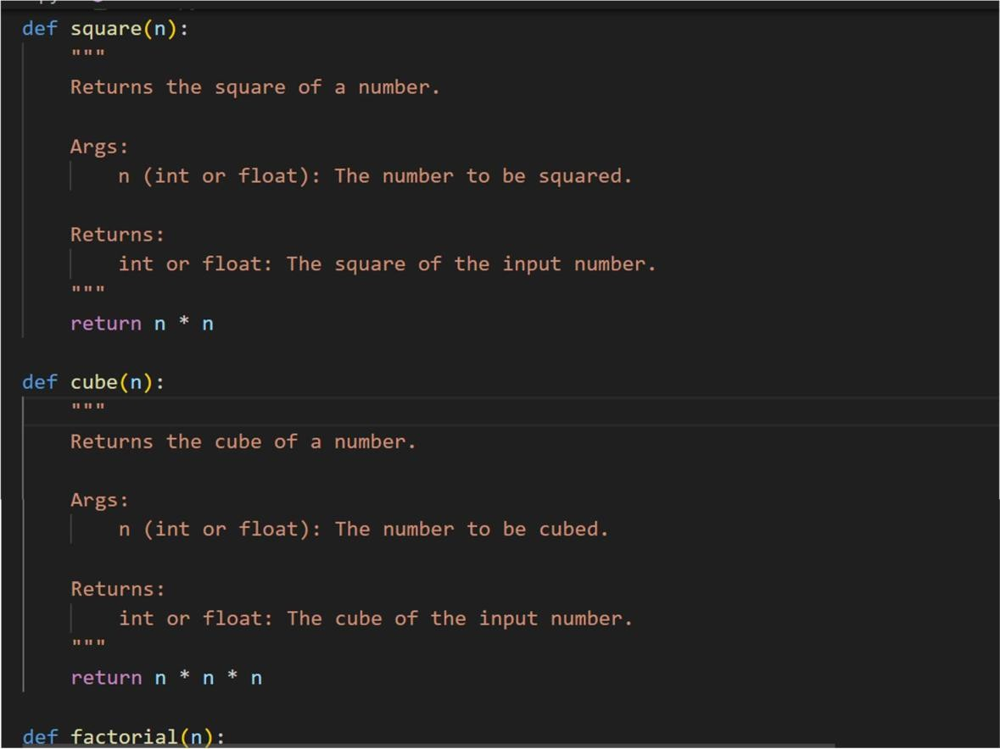 def square(n):
"""
Returns the square of a number.
Args:
n (int or float): The number to be squared.
Returns:
int or float: The square of the input number.
"""
return n * n
def cube(n):
"""
Returns the cube of a number.
Args:
n (int or float): The number to be cubed.
Returns:
int or float: The cube of the input number.
"""
return n * n * n
def factorial(n):